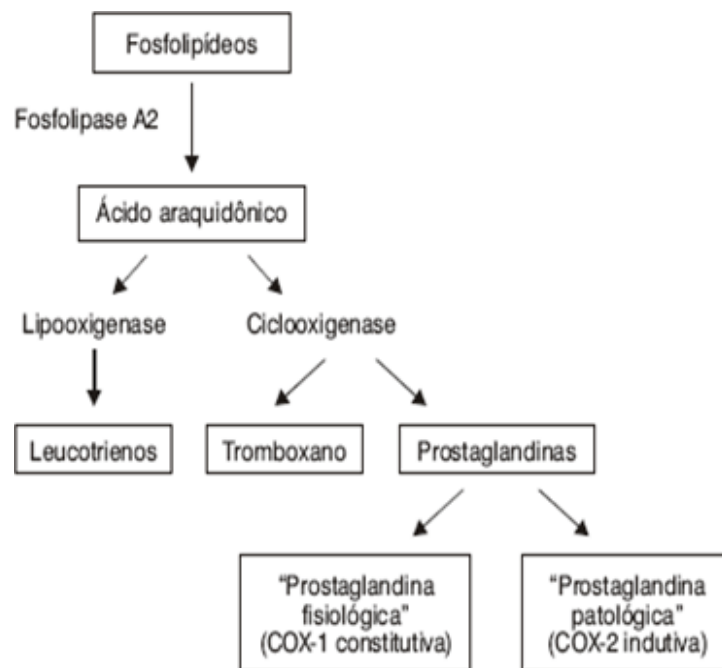 Fosfolipídeos
Fosfolipase A2
Ácido araquidônico
Lipooxigenase
Ciclooxigenase
Leucotrienos
Tromboxano
Prostaglandinas
“Prostaglandina
fisiológica”
(COX-1 constitutiva)
“Prostaglandina
patológica”
(COX-2 indutiva)